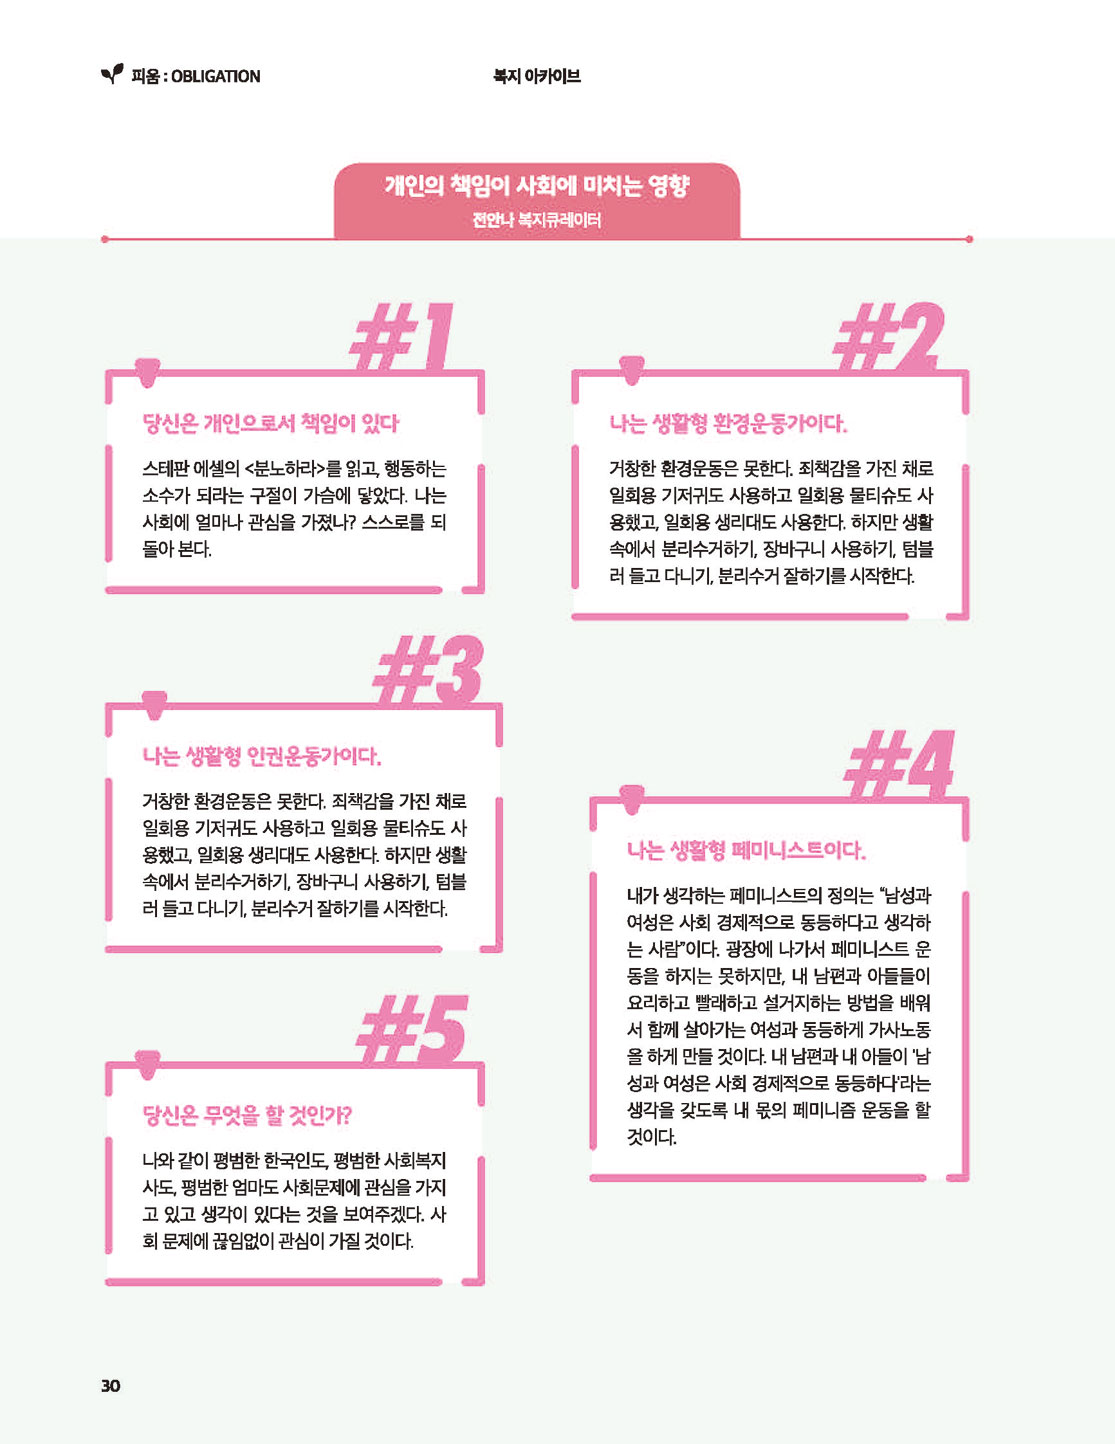 피움 : OBLIGATION
복지 아카이브
개인의 책임이 사회에 미치는 영향
전안나 복지큐레이터
#1
당신은 개인으로서 책임이 있다
스테판 에셀의 <분노하라>를 읽고, 행동하는
소수가 되라는 구절이 가슴에 닿았다. 나는
사회에 얼마나 관심을 가졌나? 스스로를 되
돌아 본다.
#2
나는 생활형 환경운동가이다.
거창한 환경운동은 못한다. 죄책감을 가진 채로
일회용 기저귀도 사용하고 일회용 물티슈도 사
용했고, 일회용 생리대도 사용한다. 하지만 생활
속에서 분리수거하기, 장바구니 사용하기, 텀블
러 들고 다니기, 분리수거 잘하기를 시작한다.
#3
나는 생활형 인권운동가이다.
거창한 환경운동은 못한다. 죄책감을 가진 채로
일회용 기저귀도 사용하고 일회용 물티슈도 사
용했고, 일회용 생리대도 사용한다. 하지만 생활
속에서 분리수거하기, 장바구니 사용하기, 텀블
러 들고 다니기, 분리수거 잘하기를 시작한다.
#4
나는 생활형 페미니스트이다.
내가 생각하는 페미니스트의 정의는 “남성과
여성은 사회 경제적으로 동등하다고 생각하
는 사람”이다. 광장에 나가서 페미니스트 운
동을 하지는 못하지만, 내 남편과 아들들이
요리하고 빨래하고 설거지하는 방법을 배워
서 함께 살아가는 여성과 동등하게 가사노동
을 하게 만들 것이다. 내 남편과 내 아들이 '남
성과 여성은 사회 경제적으로 동등하다'라는
생각을 갖도록 내 몫의 페미니즘 운동을 할
것이다.
#5
당신은 무엇을 할 것인가?
나와 같이 평범한 한국인도, 평범한 사회복지
사도, 평범한 엄마도 사회문제에 관심을 가지
고 있고 생각이 있다는 것을 보여주겠다. 사
회 문제에 끊임없이 관심이 가질 것이다.
30